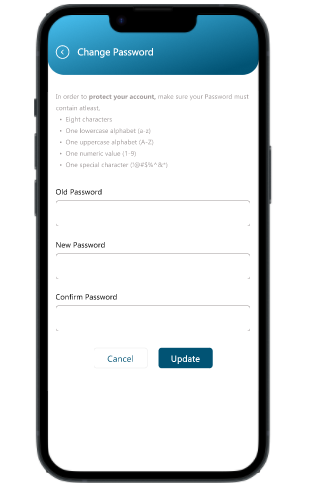 Change Password
In order to protect your account, make sure your Password must
contain atleast,
• Eight characters
• One lowercase alphabet (a-z)
• One uppercase alphabet (A-Z)
• One numeric value (1-9)
• One special character (!@#$%^&*)
Old Password
New Password
Confirm Password
Cancel Update